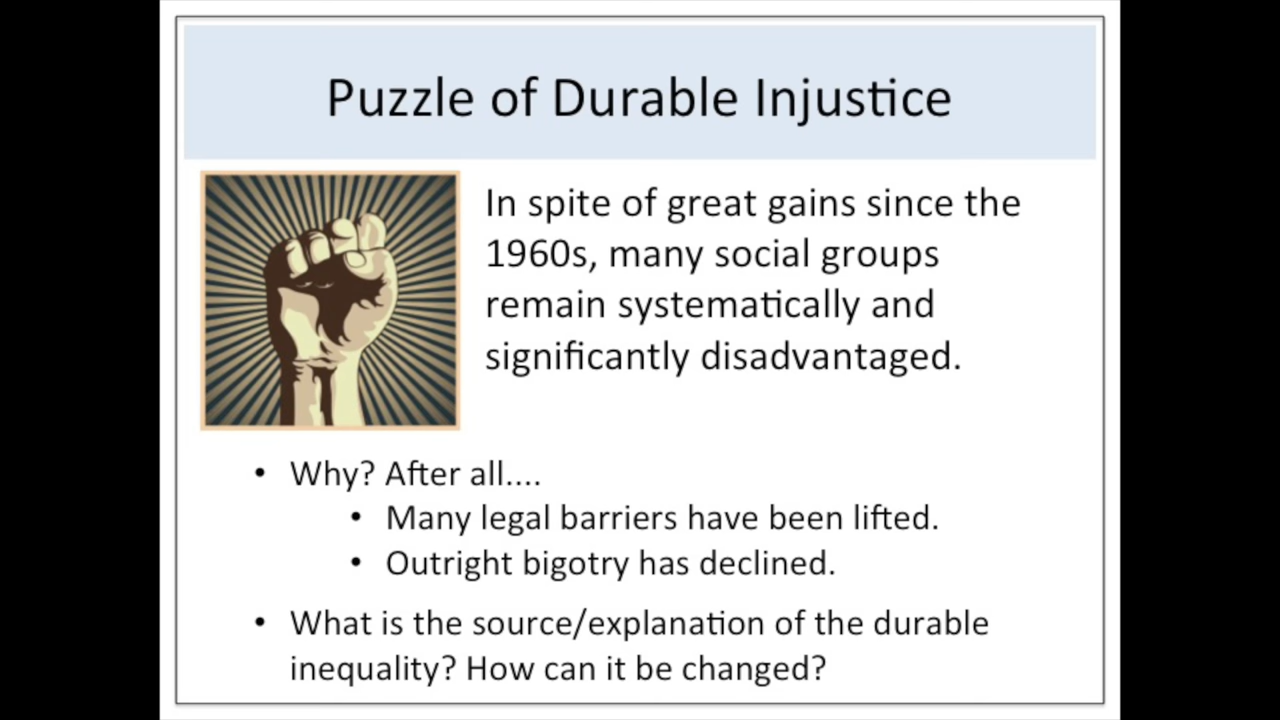 Puzzle of Durable Injustice
In spite of great gains since the
1960s, many social groups
remain systematically and
significantly disadvantaged.
• Why? After all....
• Many legal barriers have been lifted.
• Outright bigotry has declined.
• What is the source/explanation of the durable
inequality? How can it be changed?